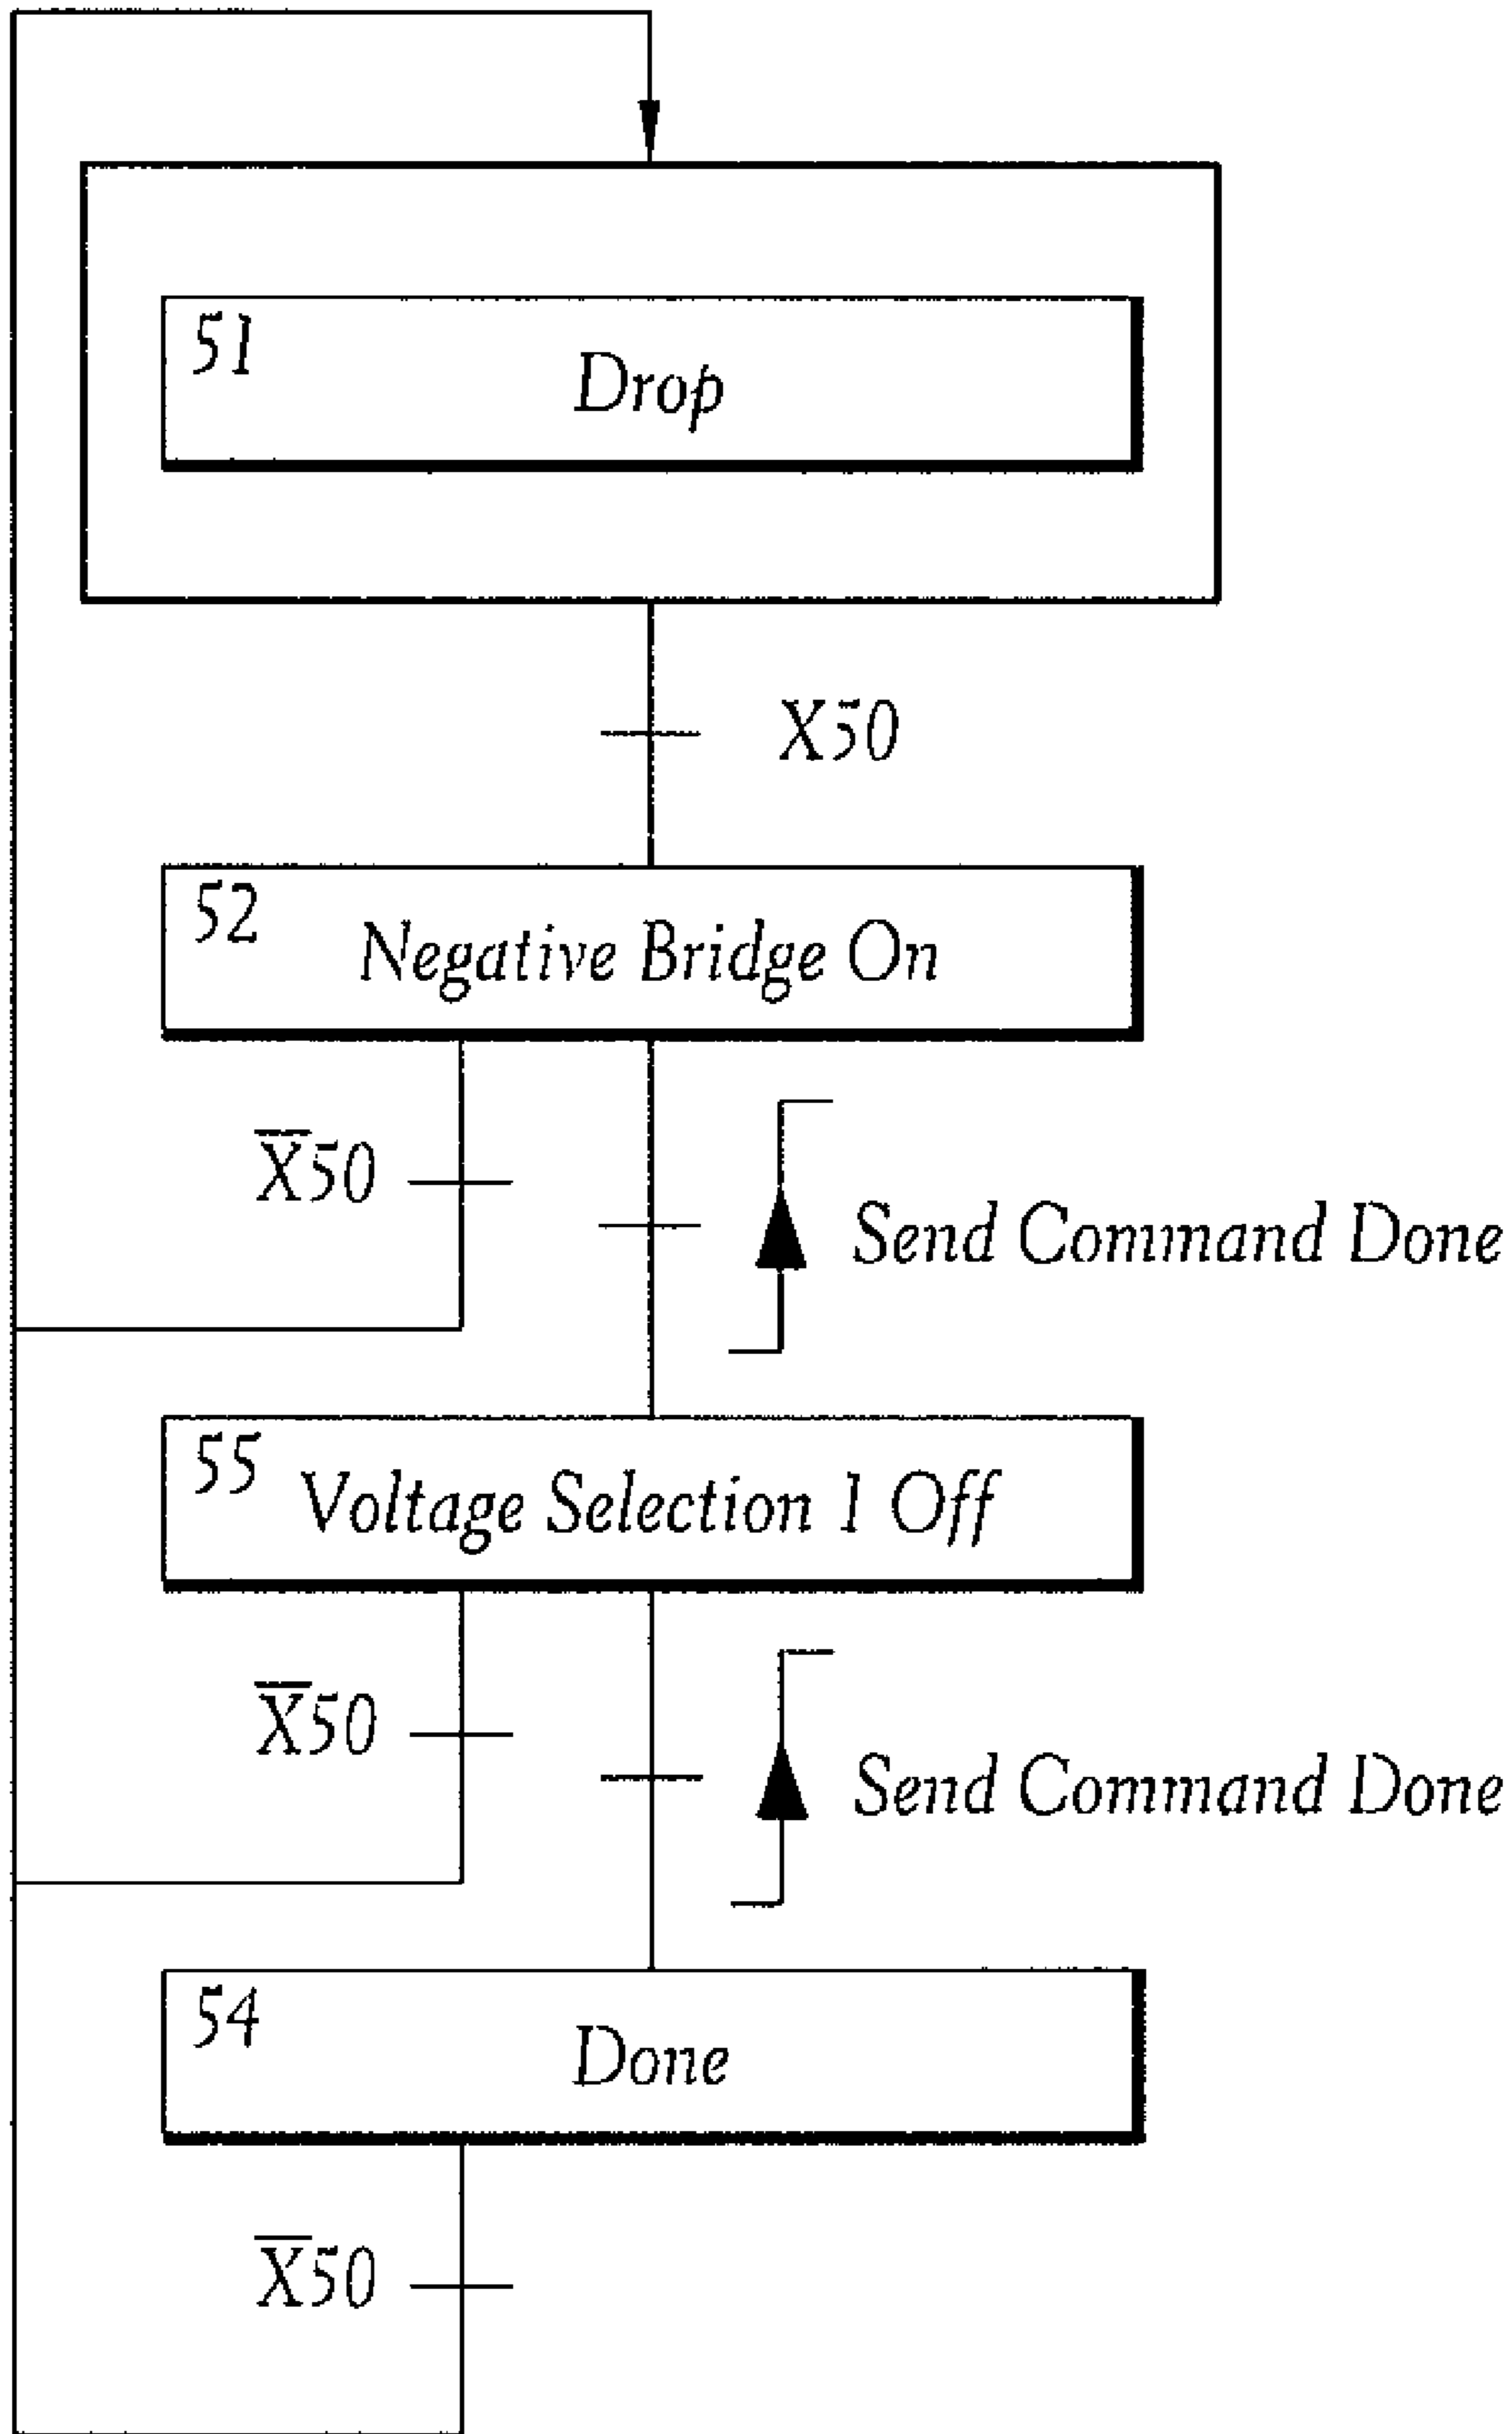 51
Drop
X50
52
Negative Bridge On
X̅50
Send Command Done
55
Voltage Selection 1 Off
X̅50
Send Command Done
54
Done
X̅50